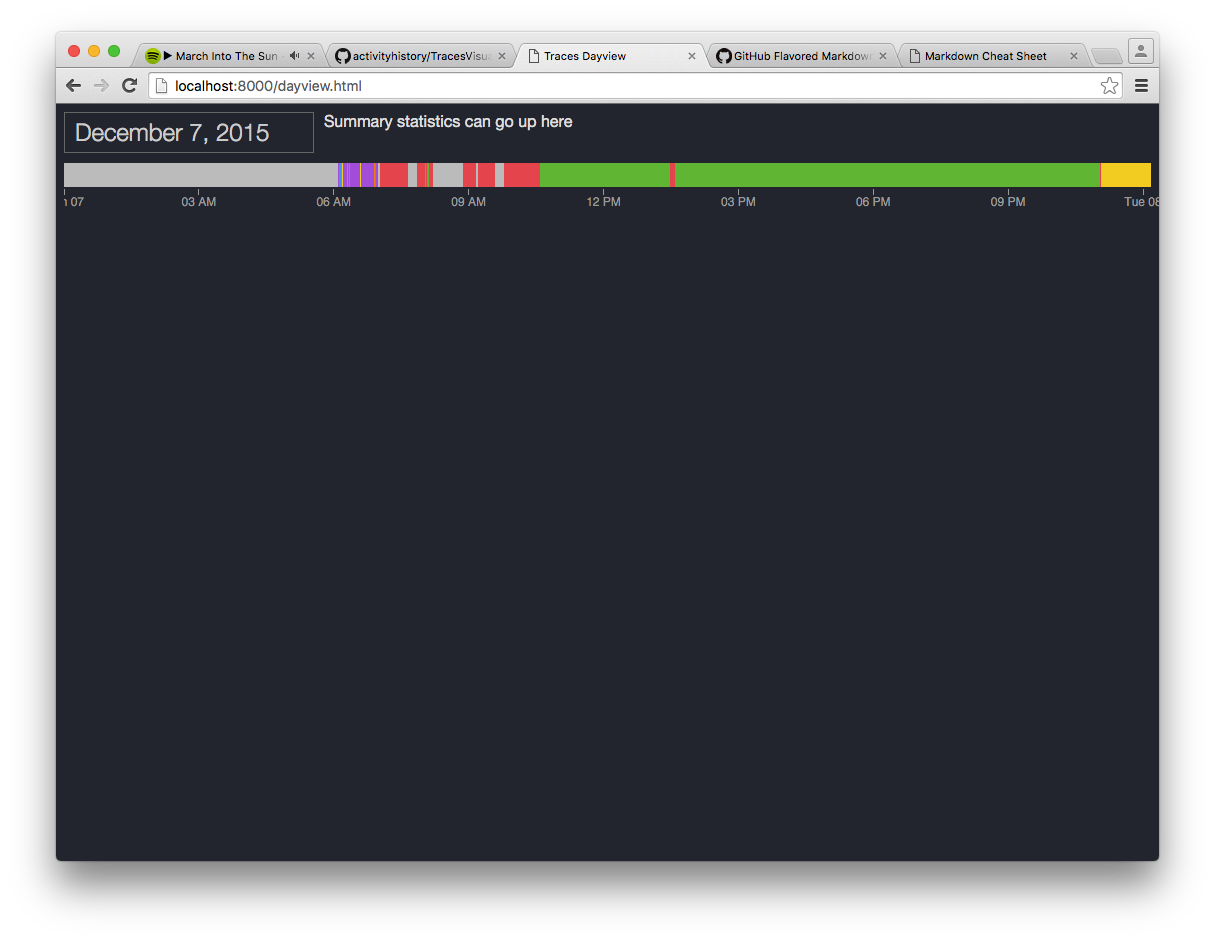 March Into The Sun -
activityhistory/TracesVisu
Traces Dayview
GitHub Flavored Markdown
Markdown Cheat Sheet
localhost:8000/dayview.html
December 7, 2015
Summary statistics can go up here
07 03 AM 06 AM 09 AM 12 PM 03 PM 06 PM 09 PM Tue 08